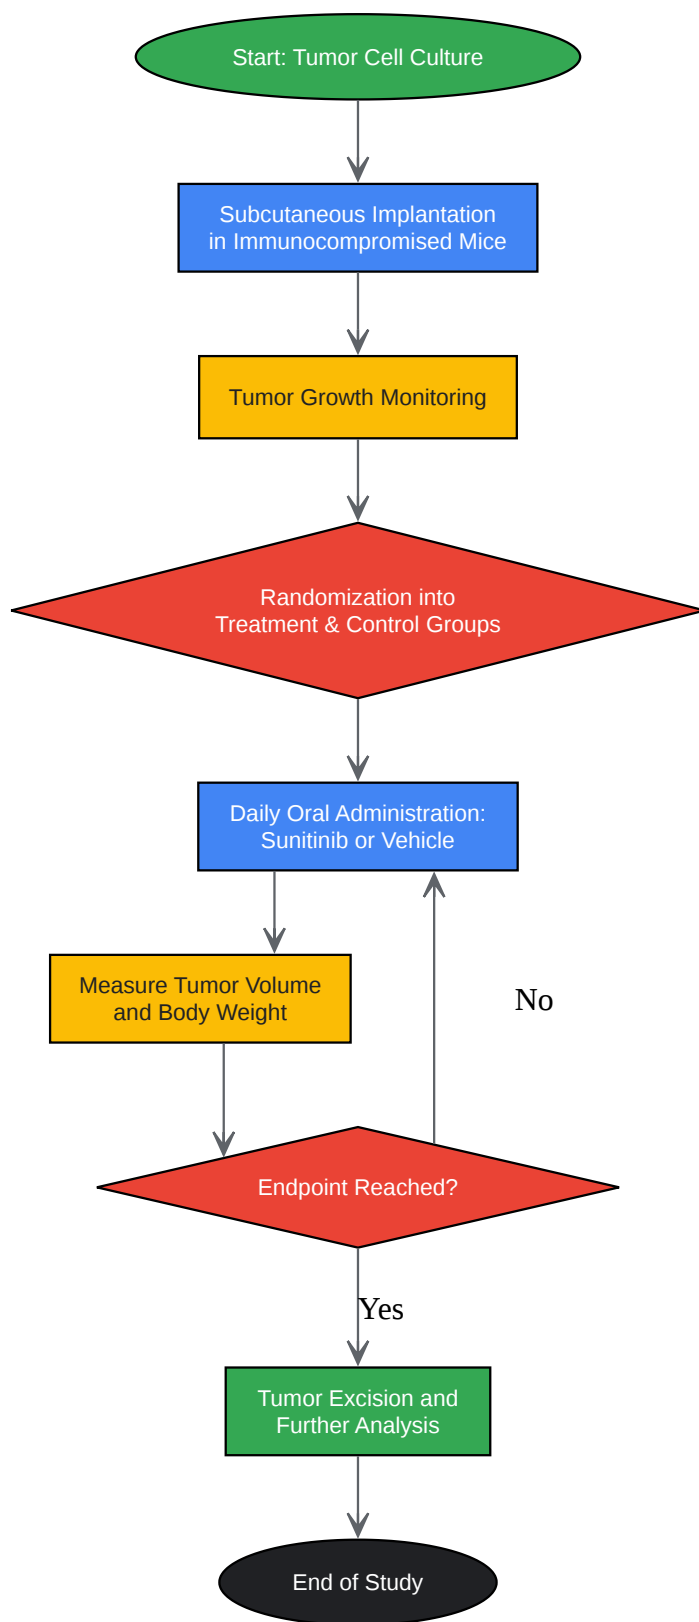 Start: Tumor Cell Culture
Subcutaneous Implantation
in Immunocompromised Mice
Tumor Growth Monitoring
Randomization into
Treatment & Control Groups
Daily Oral Administration:
Sunitinib or Vehicle
Measure Tumor Volume
and Body Weight
No
Endpoint Reached?
Yes
Tumor Excision and
Further Analysis
End of Study